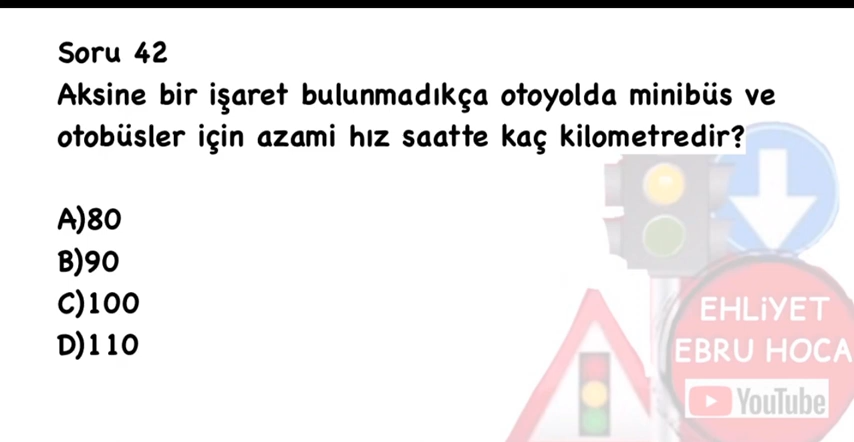 Soru 42
Aksine bir işaret bulunmadıkça otoyolda minibüs ve
otobüsler için azami hız saatte kaç kilometredir?
A)80
B)90
C)100
D)110
EHLİYET
EBRU HOCA
YouTube